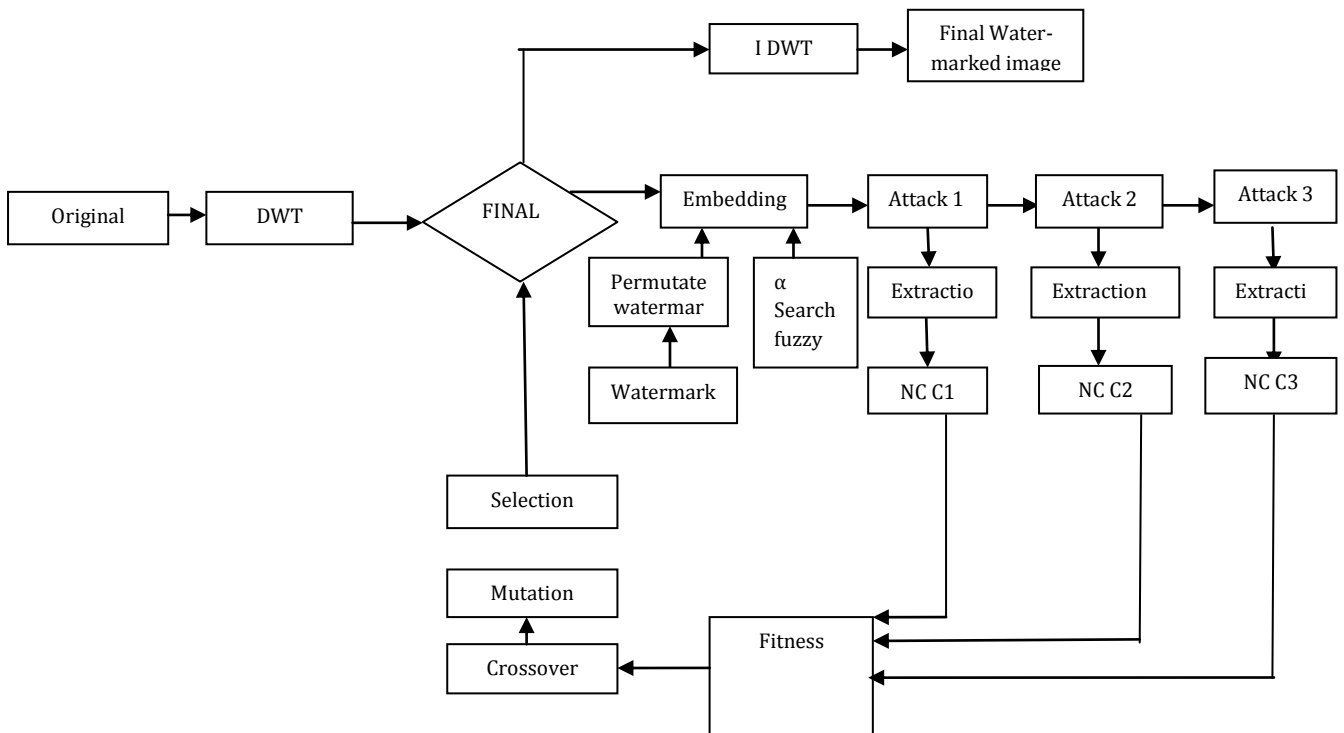 I DWT
Final Water-
marked image
Original
DWT
FINAL
Embedding
Attack 1
Attack 2
Attack 3
Permutate
watermar
α
Search
fuzzy
Extractio
Extraction
Extracti
Watermark
NC C1
NC C2
NC C3
Selection
Mutation
Crossover
Fitness